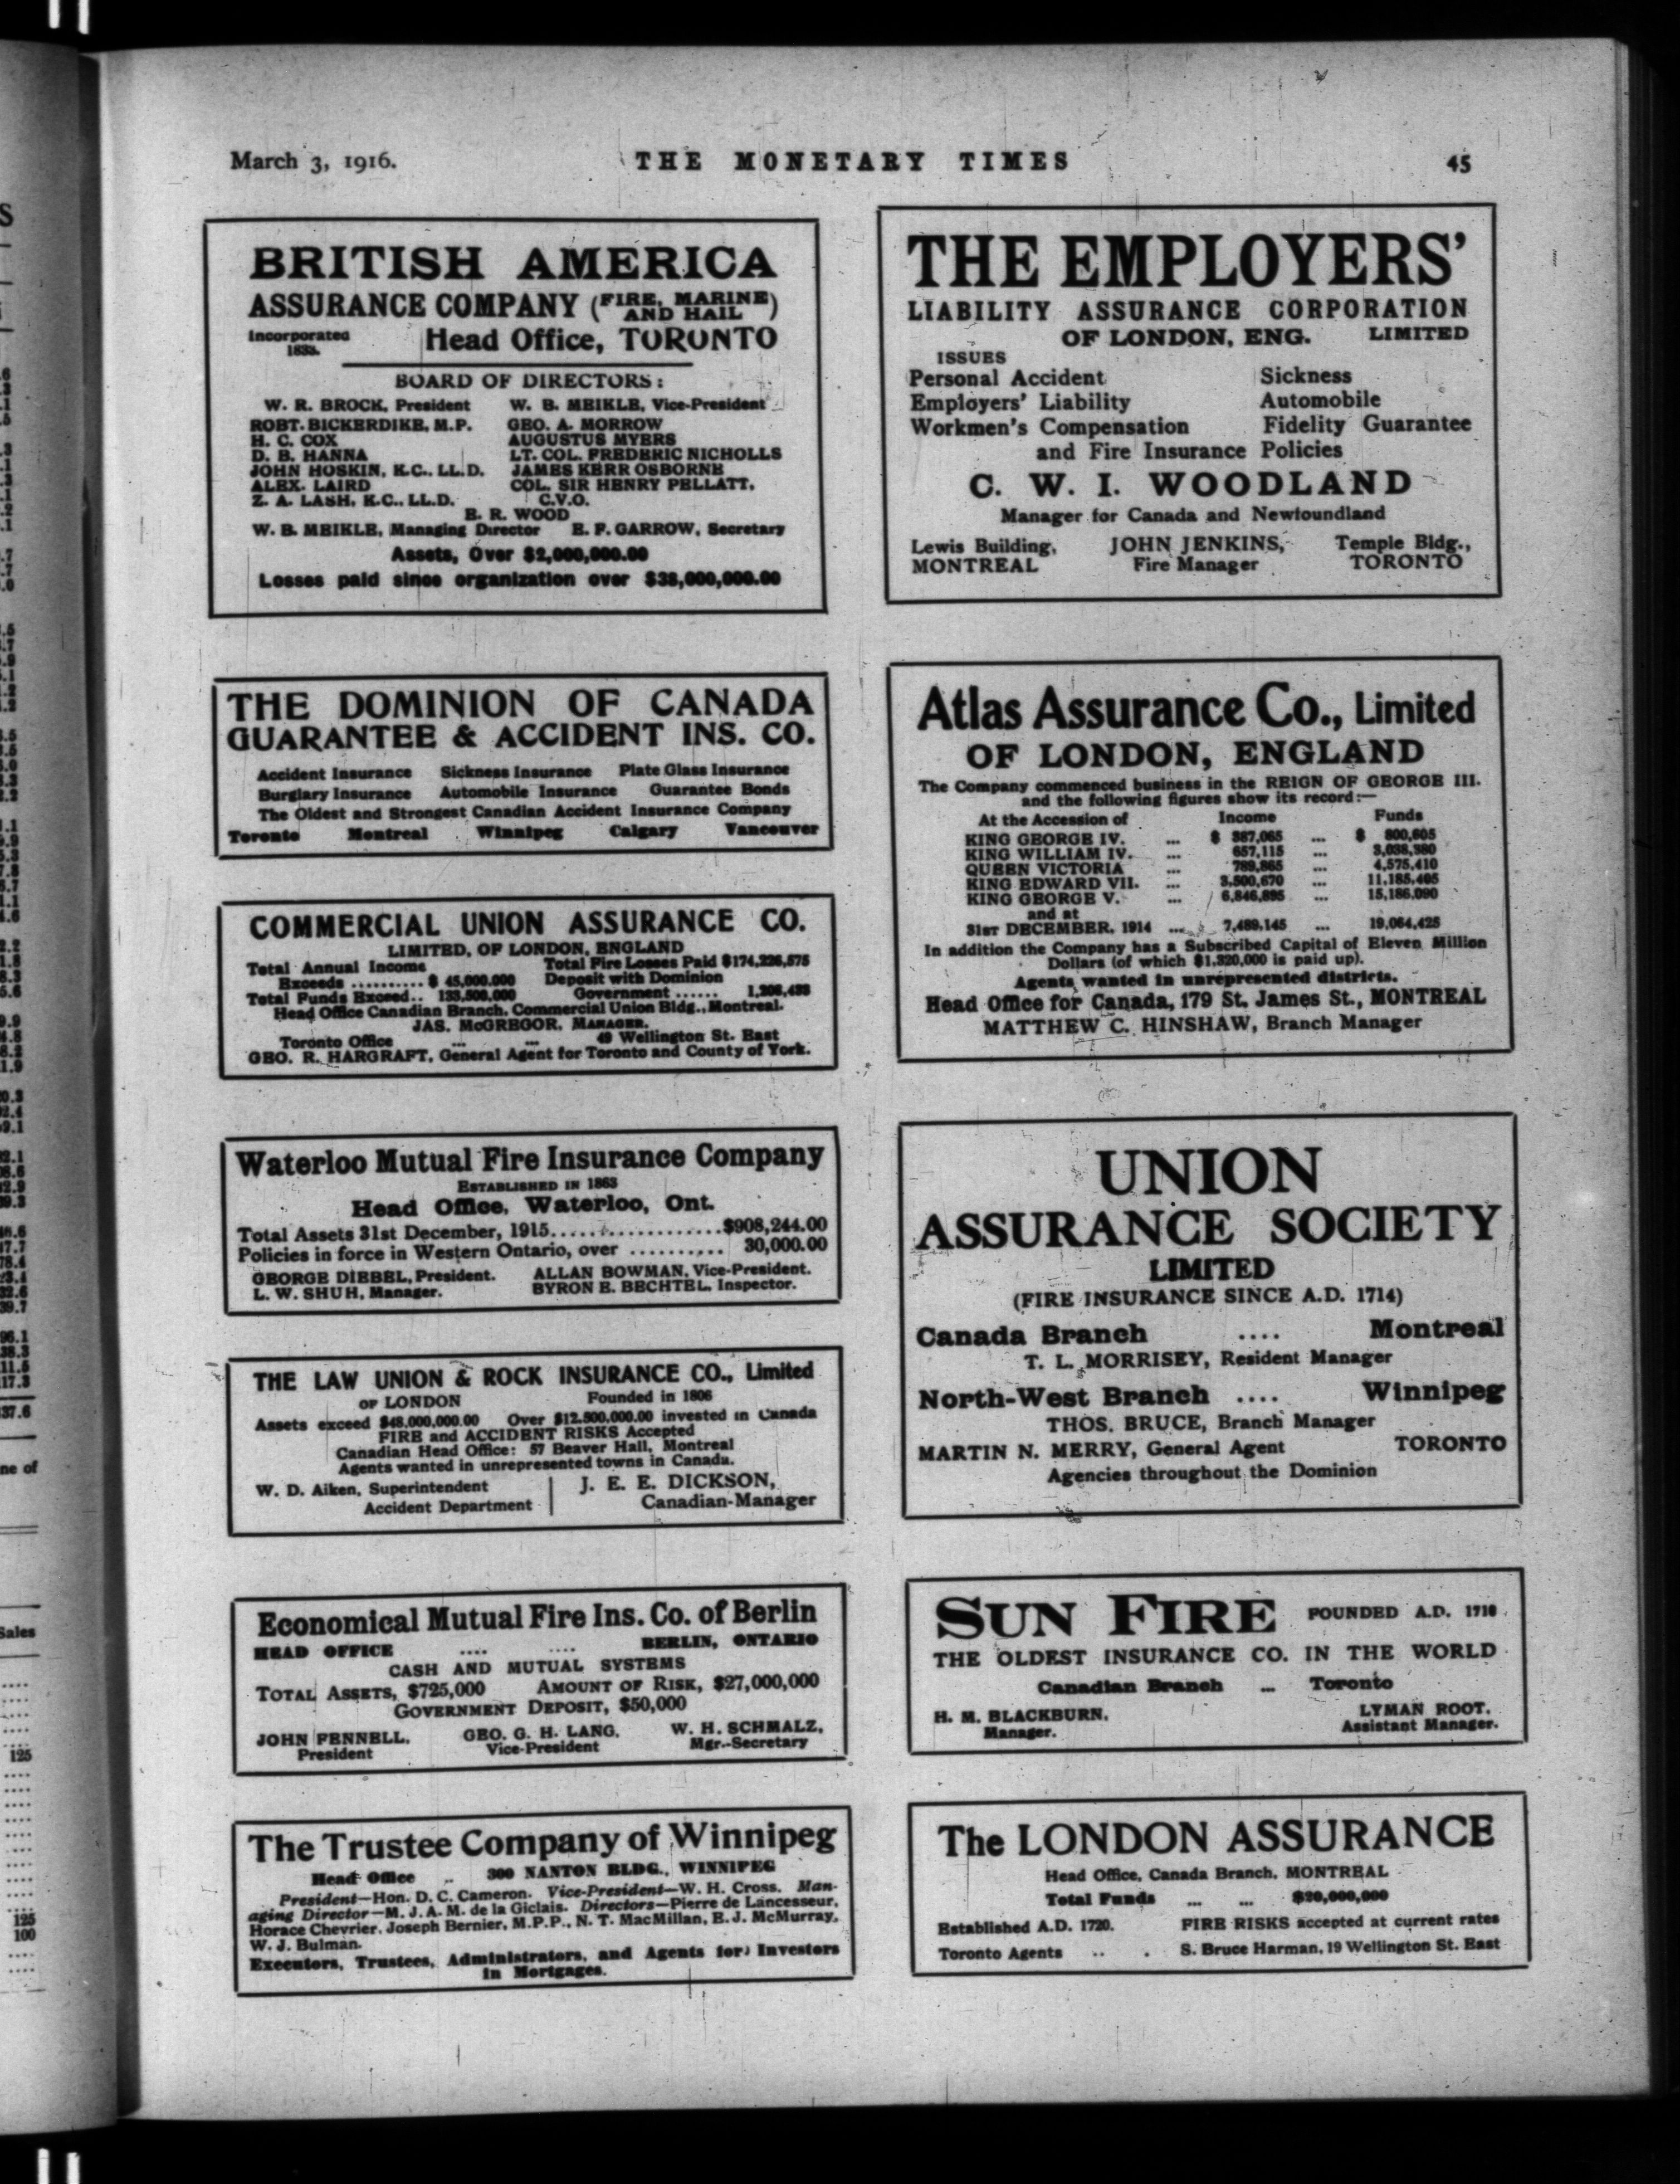 March 3, 1916.
THE MONETARY TIMES
45
BRITISH AMERICA
ASSURANCE COMPANY (FIRE, MARINE AND HAIL)
Incorporated 1833.
Head Office, TORONTO
BOARD OF DIRECTORS:
W. R. BROCK, President W. B. MEIKLE, Vice-President
ROBT. BICKERDIKE, M.P. GEO. A. MORROW
H. C. COX AUGUSTUS MYERS
D. B. HANNA LT. COL. FREDERIC NICHOLLS
JOHN HOSKIN, K.C., LL.D. JAMES KERR OSBORNE
ALEX. LAIRD COL. SIR HENRY PELLATT,
Z. A. LASH, K.C., LL.D. C.V.O.
E. R. WOOD
W. B. MEIKLE, Managing Director E. F. GARROW, Secretary
Assets, Over $2,000,000.00
Losses paid since organization over $38,000,000.00
THE DOMINION OF CANADA
GUARANTEE & ACCIDENT INS. CO.
Accident Insurance Sickness Insurance Plate Glass Insurance
Burglary Insurance Automobile Insurance Guarantee Bonds
The Oldest and Strongest Canadian Accident Insurance Company
Toronto Montreal Winnipeg Calgary Vancouver
COMMERCIAL UNION ASSURANCE CO.
LIMITED, OF LONDON, ENGLAND
Total Annual Income Total Fire Losses Paid $174,226,575
Exceeds .......... $ 45,000,000 Deposit with Dominion
Total Funds Exceed.. 133,500,000 Government ...... 1,208,433
Head Office Canadian Branch, Commercial Union Bldg., Montreal.
JAS. McGREGOR, MANAGER.
Toronto Office ... ... 49 Wellington St. East
GEO. R. HARGRAFT, General Agent for Toronto and County of York.
Waterloo Mutual Fire Insurance Company
ESTABLISHED IN 1863
Head Office, Waterloo, Ont.
Total Assets 31st December, 1915....................$908,244.00
Policies in force in Western Ontario, over .......... 30,000.00
GEORGE DIEBEL, President. ALLAN BOWMAN, Vice-President.
L. W. SHUH, Manager. BYRON E. BECHTEL, Inspector.
THE LAW UNION & ROCK INSURANCE CO., Limited
OF LONDON Founded in 1806
Assets exceed $48,000,000.00 Over $12,500,000.00 invested in Canada
FIRE and ACCIDENT RISKS Accepted
Canadian Head Office: 57 Beaver Hall, Montreal
Agents wanted in unrepresented towns in Canada.
W. D. Aiken, Superintendent J. E. E. DICKSON,
Accident Department Canadian-Manager
Economical Mutual Fire Ins. Co. of Berlin
HEAD OFFICE .... .... BERLIN, ONTARIO
CASH AND MUTUAL SYSTEMS
TOTAL ASSETS, $725,000 AMOUNT OF RISK, $27,000,000
GOVERNMENT DEPOSIT, $50,000
JOHN FENNELL, GEO. G. H. LANG, W. H. SCHMALZ,
President Vice-President Mgr.-Secretary
The Trustee Company of Winnipeg
Head Office .. 300 NANTON BLDG., WINNIPEG
President—Hon. D. C. Cameron. Vice-President—W. H. Cross. Man-
aging Director—M. J. A. M. de la Giclais. Directors—Pierre de Lancesseur,
Horace Chevrier, Joseph Bernier, M.P.P., N. T. MacMillan, E. J. McMurray,
W. J. Bulman.
Executors, Trustees, Administrators, and Agents for Investors
in Mortgages.
THE EMPLOYERS'
LIABILITY ASSURANCE CORPORATION
OF LONDON, ENG. LIMITED
ISSUES
Personal Accident Sickness
Employers' Liability Automobile
Workmen's Compensation Fidelity Guarantee
and Fire Insurance Policies
C. W. I. WOODLAND
Manager for Canada and Newfoundland
Lewis Building, JOHN JENKINS, Temple Bldg.,
MONTREAL Fire Manager TORONTO
Atlas Assurance Co., Limited
OF LONDON, ENGLAND
The Company commenced business in the REIGN OF GEORGE III.
and the following figures show its record:—
At the Accession of Income Funds
KING GEORGE IV. ... $ 387,065 ... $ 800,605
KING WILLIAM IV. ... 657,115 ... 3,038,380
QUEEN VICTORIA ... 789,865 ... 4,575,410
KING EDWARD VII. ... 3,500,670 ... 11,185,405
KING GEORGE V. ... 6,846,895 ... 15,186,090
and at
31ST DECEMBER, 1914 ... 7,489,145 ... 19,064,425
In addition the Company has a Subscribed Capital of Eleven Million
Dollars (of which $1,320,000 is paid up).
Agents wanted in unrepresented districts.
Head Office for Canada, 179 St. James St., MONTREAL
MATTHEW C. HINSHAW, Branch Manager
UNION
ASSURANCE SOCIETY
LIMITED
(FIRE INSURANCE SINCE A.D. 1714)
Canada Branch .... Montreal
T. L. MORRISEY, Resident Manager
North-West Branch .... Winnipeg
THOS. BRUCE, Branch Manager
MARTIN N. MERRY, General Agent TORONTO
Agencies throughout the Dominion
SUN FIRE FOUNDED A.D. 1710
THE OLDEST INSURANCE CO. IN THE WORLD
Canadian Branch ... Toronto
H. M. BLACKBURN, LYMAN ROOT,
Manager. Assistant Manager.
The LONDON ASSURANCE
Head Office, Canada Branch, MONTREAL
Total Funds ... ... $20,000,000
Established A.D. 1720. FIRE RISKS accepted at current rates
Toronto Agents .. . S. Bruce Harman, 19 Wellington St. East